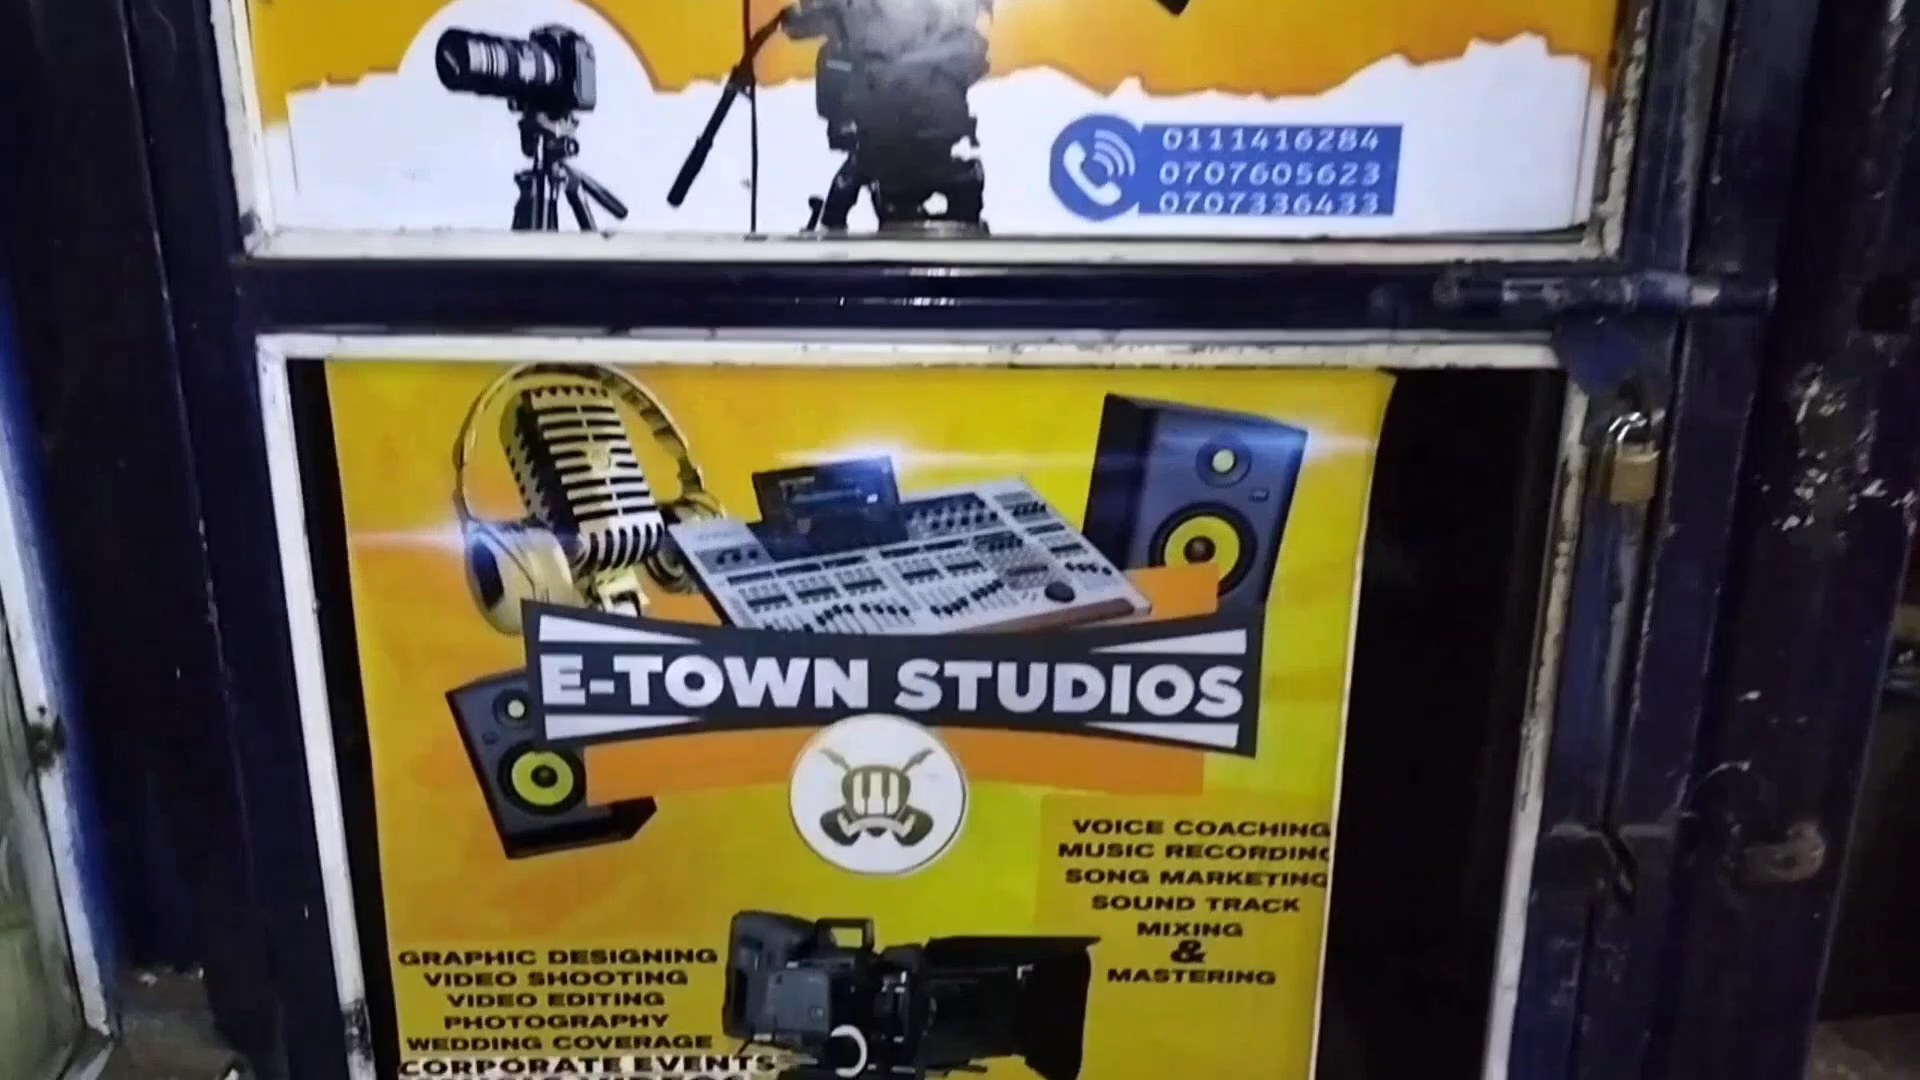 0111416284
0707605623
0707336433
E-TOWN STUDIOS
VOICE COACHING
MUSIC RECORDING
SONG MARKETING
SOUND TRACK
MIXING
&
MASTERING
GRAPHIC DESIGNING
VIDEO SHOOTING
VIDEO EDITING
PHOTOGRAPHY
WEDDING COVERAGE
CORPORATE EVENTS